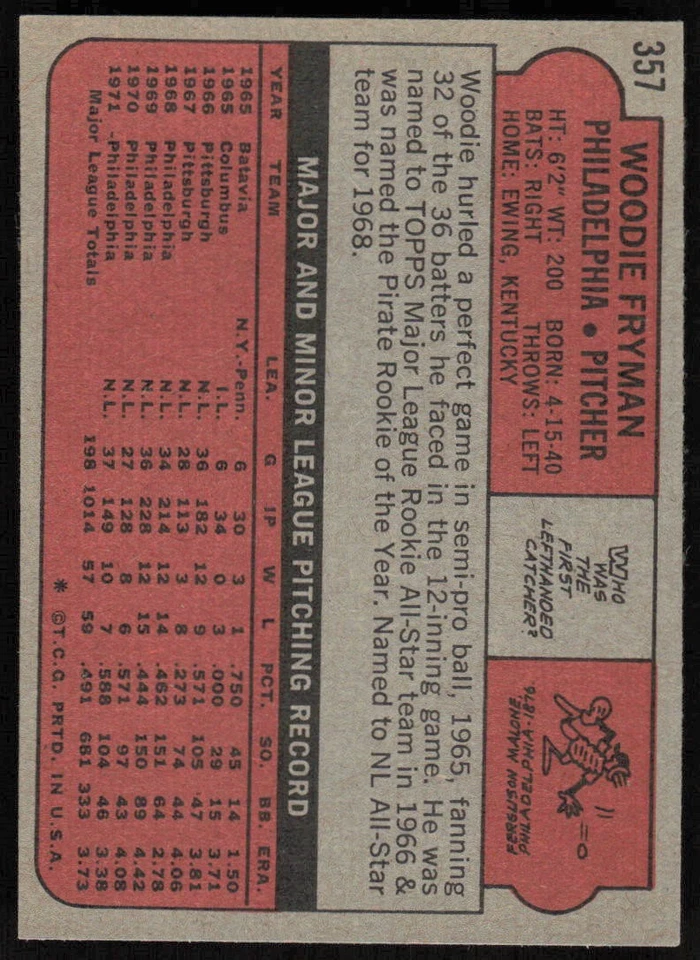 357
WOODIE FRYMAN
PHILADELPHIA • PITCHER
HT: 6'2" WT: 200 BORN: 4-15-40
BATS: RIGHT THROWS: LEFT
HOME: EWING, KENTUCKY
WHO
WAS
THE
FIRST
LEFTHANDED
CATCHER?
FERGUSON MALONE
PHILADELPHIA-1876
Woodie hurled a perfect game in semi-pro ball, 1965, fanning
32 of the 36 batters he faced in the 12-inning game. He was
named to TOPPS Major League Rookie All-Star team in 1966 &
was named the Pirate Rookie of the Year. Named to NL All-Star
team for 1968.
MAJOR AND MINOR LEAGUE PITCHING RECORD
YEAR TEAM LEA. G IP W L PCT. SO. BB. ERA.
1965 Batavia N.Y.-Penn. 6 30 3 1 .750 45 14 1.50
1965 Columbus I.L. 6 34 0 3 .000 29 15 3.71
1966 Pittsburgh N.L. 36 182 12 9 .571 105 47 3.81
1967 Pittsburgh N.L. 28 113 3 8 .273 74 44 4.06
1968 Philadelphia N.L. 34 214 12 14 .462 151 64 2.78
1969 Philadelphia N.L. 36 228 12 15 .444 150 89 4.42
1970 Philadelphia N.L. 27 128 8 6 .571 97 43 4.08
1971 -Philadelphia N.L. 37 149 10 7 .588 104 46 3.38
Major League Totals 198 1014 57 59 .491 681 333 3.73
* ©T.C.G. PRTD. IN U.S.A.